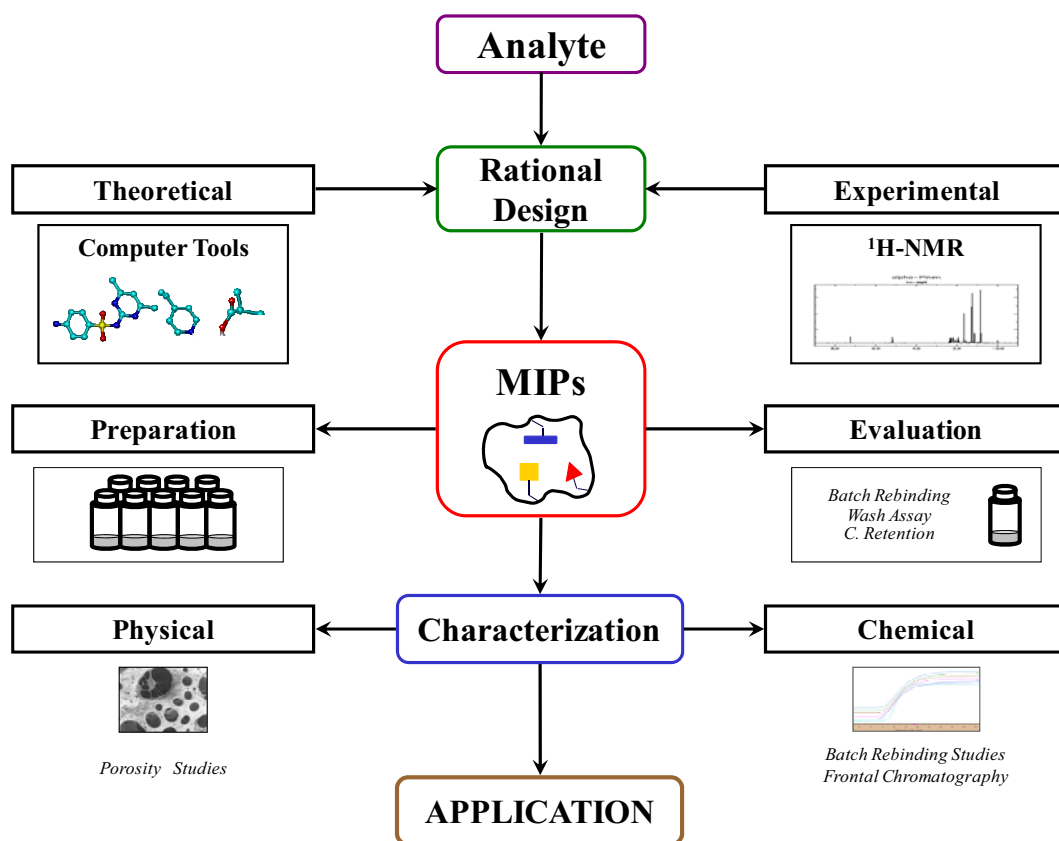 Analyte
Rational
Design
Theoretical
Experimental
Computer Tools
¹H-NMR
MIPs
Preparation
Evaluation
Batch Rebinding
Wash Assay
C. Retention
Physical
Characterization
Chemical
Porosity Studies
Batch Rebinding Studies
Frontal Chromatography
APPLICATION